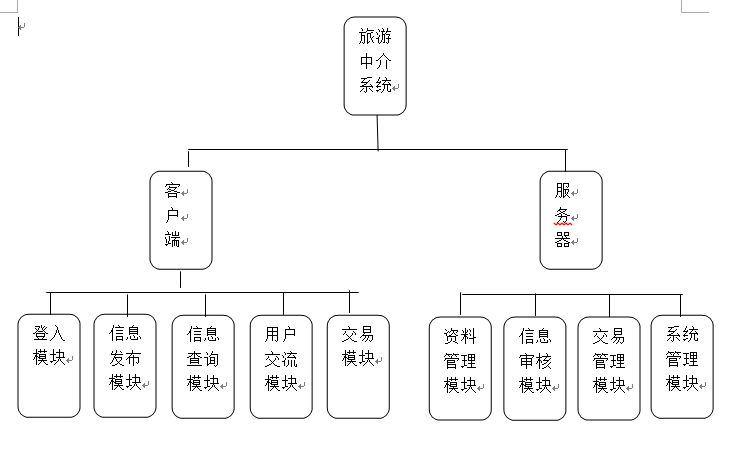 旅游
中介
系统
客
户
端
服
务
器
登入
模块
信息
发布
模块
信息
查询
模块
用户
交流
模块
交易
模块
资料
管理
模块
信息
审核
模块
交易
管理
模块
系统
管理
模块